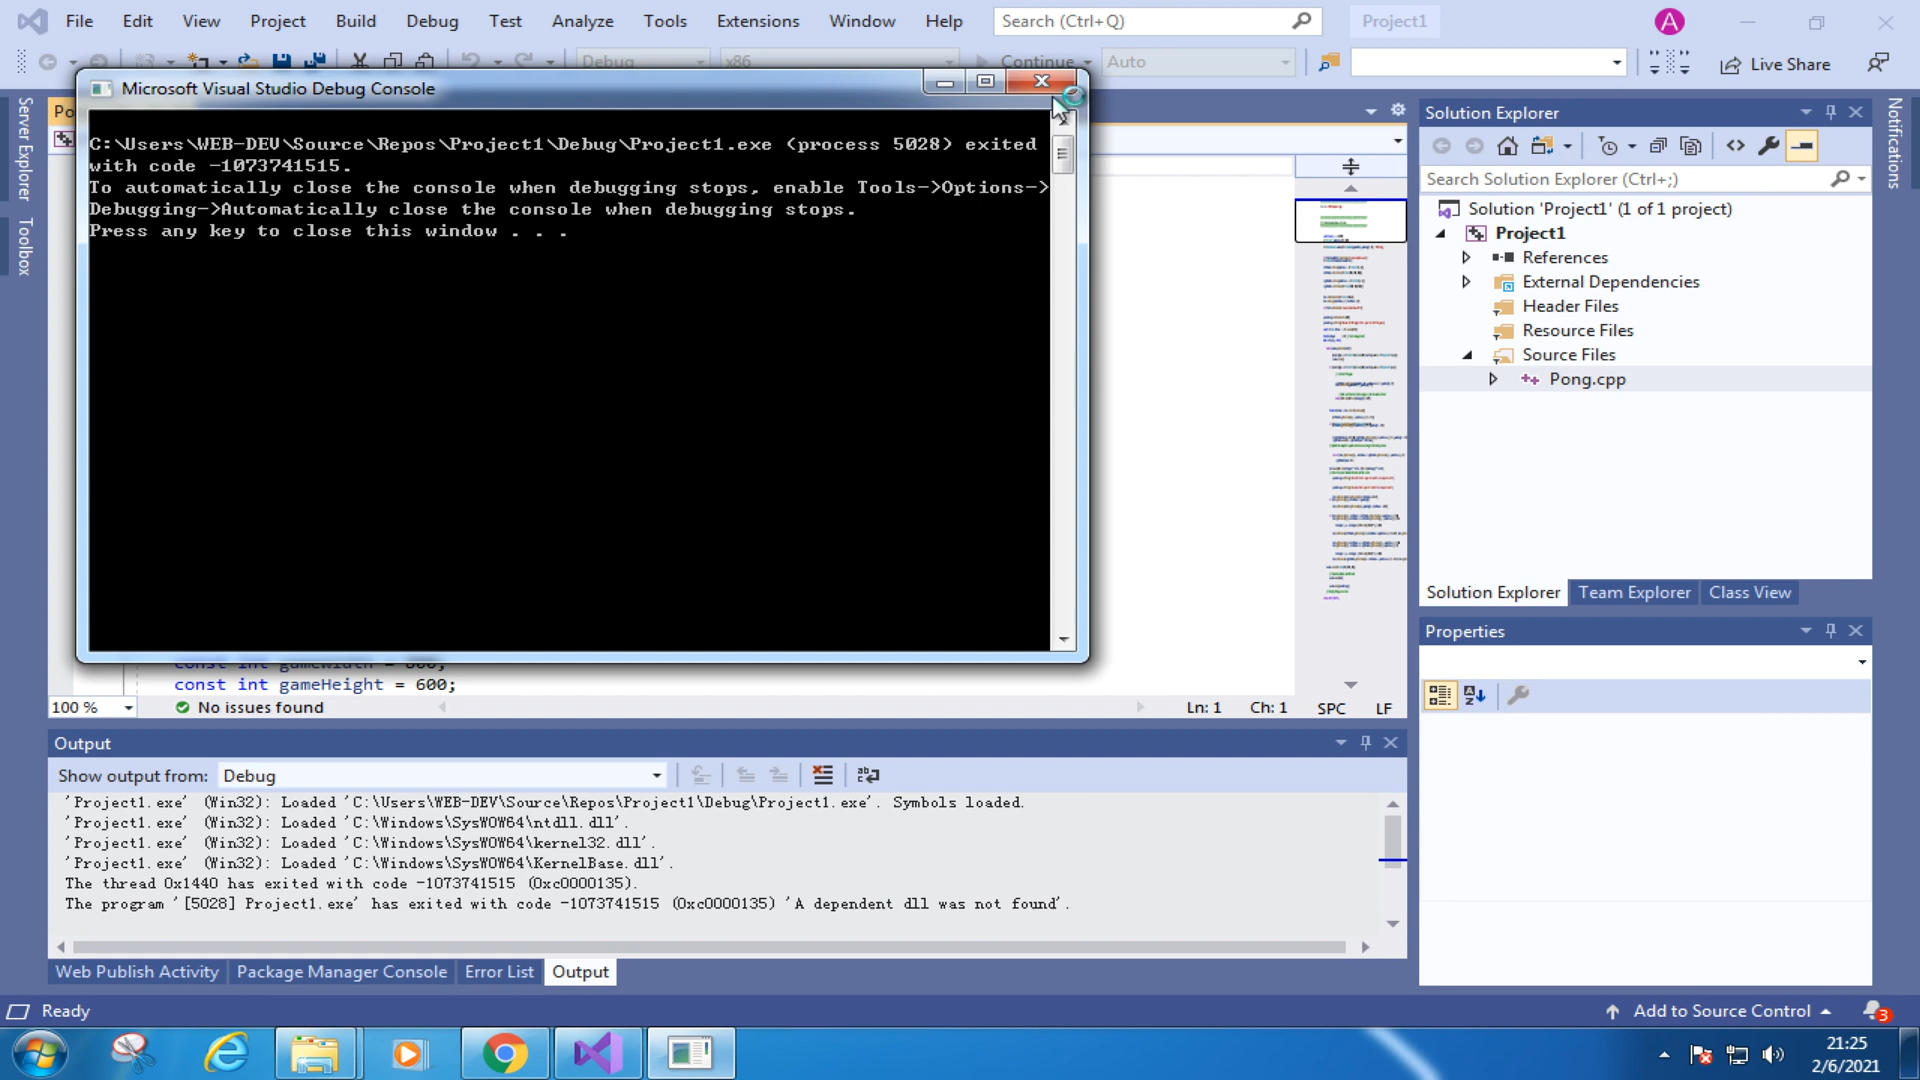 File Edit View Project Build Debug Test Analyze Tools Extensions Window Help Search (Ctrl+Q) Project1 A
Debug x86 Continue Auto Live Share
Microsoft Visual Studio Debug Console
Server Explorer
Toolbox
Po
C:\Users\WEB-DEV\Source\Repos\Project1\Debug\Project1.exe (process 5028) exited
with code -1073741515.
To automatically close the console when debugging stops, enable Tools->Options->
Debugging->Automatically close the console when debugging stops.
Press any key to close this window . . .
const int gameWidth = 800;
const int gameHeight = 600;
100 % No issues found Ln: 1 Ch: 1 SPC LF
Solution Explorer
Notifications
Search Solution Explorer (Ctrl+;)
Solution 'Project1' (1 of 1 project)
Project1
References
External Dependencies
Header Files
Resource Files
Source Files
Pong.cpp
Solution Explorer Team Explorer Class View
Properties
Output
Show output from: Debug
'Project1.exe' (Win32): Loaded 'C:\Users\WEB-DEV\Source\Repos\Project1\Debug\Project1.exe'. Symbols loaded.
'Project1.exe' (Win32): Loaded 'C:\Windows\SysWOW64\ntdll.dll'.
'Project1.exe' (Win32): Loaded 'C:\Windows\SysWOW64\kernel32.dll'.
'Project1.exe' (Win32): Loaded 'C:\Windows\SysWOW64\KernelBase.dll'.
The thread 0x1440 has exited with code -1073741515 (0xc0000135).
The program '[5028] Project1.exe' has exited with code -1073741515 (0xc0000135) 'A dependent dll was not found'.
Web Publish Activity Package Manager Console Error List Output
Ready Add to Source Control 3
21:25
2/6/2021